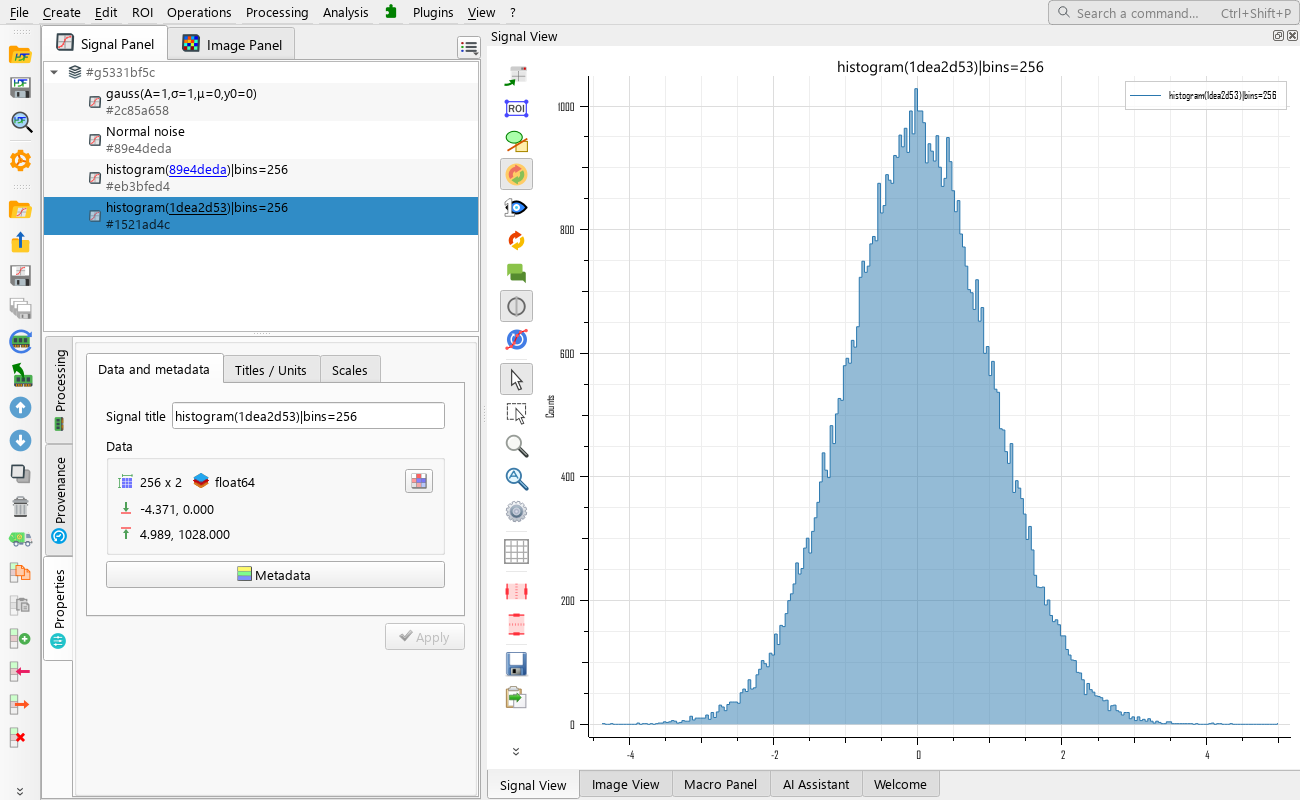 File Create Edit ROI Operations Processing Analysis Plugins View ?
Search a command... Ctrl+Shift+P
Signal Panel
Image Panel
#g5331bf5c
gauss(A=1,σ=1,μ=0,y0=0)
#2c85a658
Normal noise
#89e4deda
histogram(89e4deda)|bins=256
#eb3bfed4
histogram(1dea2d53)|bins=256
#1521ad4c
Processing
Provenance
Properties
Data and metadata
Titles / Units
Scales
Signal title histogram(1dea2d53)|bins=256
Data
256 x 2 float64
-4.371, 0.000
4.989, 1028.000
Metadata
Apply
Signal View
ROI
histogram(1dea2d53)|bins=256
histogram(1dea2d53)|bins=256
1000
800
600
400
200
0
Counts
-4 -2 0 2 4
Signal View
Image View
Macro Panel
AI Assistant
Welcome